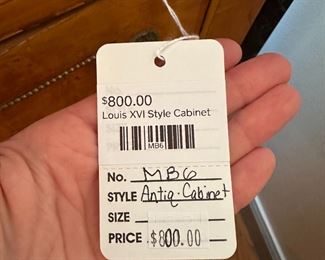 $800.00
Louis XVI Style Cabinet
MB6
No. MB6
STYLE Antiq. Cabinet
SIZE
PRICE $800.00